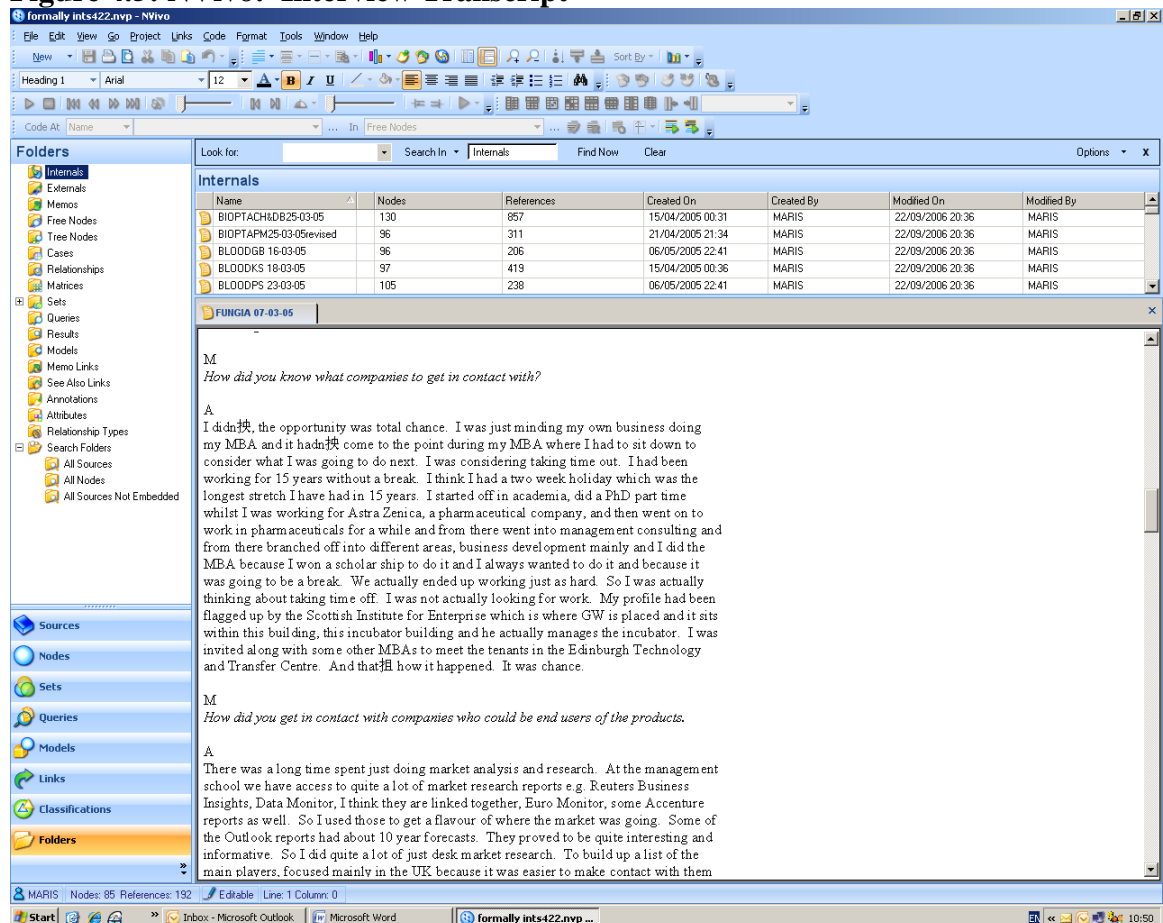 Figure 4.3: NVivo: Interview Transcript
formally ints422.nvp - NVivo
File Edit View Go Project Links Code Format Tools Window Help
New Sort By
Heading 1 Arial 12 A B I U
Code At Name ... In Free Nodes ...
Folders
Internals
Externals
Memos
Free Nodes
Tree Nodes
Cases
Relationships
Matrices
Sets
Queries
Results
Models
Memo Links
See Also Links
Annotations
Attributes
Relationship Types
Search Folders
All Sources
All Nodes
All Sources Not Embedded
Sources
Nodes
Sets
Queries
Models
Links
Classifications
Folders
Look for: Search In Internals Find Now Clear Options x
Internals
Name Nodes References Created On Created By Modified On Modified By
BIOPTACH&DB25-03-05 130 857 15/04/2005 00:31 MARIS 22/09/2006 20:36 MARIS
BIOPTAPM25-03-05revised 96 311 21/04/2005 21:34 MARIS 22/09/2006 20:36 MARIS
BLOODGB 16-03-05 96 206 06/05/2005 22:41 MARIS 22/09/2006 20:36 MARIS
BLOODKS 18-03-05 97 419 15/04/2005 00:36 MARIS 22/09/2006 20:36 MARIS
BLOODPS 23-03-05 105 238 06/05/2005 22:41 MARIS 22/09/2006 20:36 MARIS
FUNGIA 07-03-05
M
How did you know what companies to get in contact with?
A
I didn抰, the opportunity was total chance. I was just minding my own business doing
my MBA and it hadn抰 come to the point during my MBA where I had to sit down to
consider what I was going to do next. I was considering taking time out. I had been
working for 15 years without a break. I think I had a two week holiday which was the
longest stretch I have had in 15 years. I started off in academia, did a PhD part time
whilst I was working for Astra Zenica, a pharmaceutical company, and then went on to
work in pharmaceuticals for a while and from there went into management consulting and
from there branched off into different areas, business development mainly and I did the
MBA because I won a scholar ship to do it and I always wanted to do it and because it
was going to be a break. We actually ended up working just as hard. So I was actually
thinking about taking time off. I was not actually looking for work. My profile had been
flagged up by the Scottish Institute for Enterprise which is where GW is placed and it sits
within this building, this incubator building and he actually manages the incubator. I was
invited along with some other MBAs to meet the tenants in the Edinburgh Technology
and Transfer Centre. And that抯 how it happened. It was chance.
M
How did you get in contact with companies who could be end users of the products.
A
There was a long time spent just doing market analysis and research. At the management
school we have access to quite a lot of market research reports e.g. Reuters Business
Insights, Data Monitor, I think they are linked together, Euro Monitor, some Accenture
reports as well. So I used those to get a flavour of where the market was going. Some of
the Outlook reports had about 10 year forecasts. They proved to be quite interesting and
informative. So I did quite a lot of just desk market research. To build up a list of the
main players, focused mainly in the UK because it was easier to make contact with them
MARIS Nodes: 85 References: 192 Editable Line: 1 Column: 0
Start Inbox - Microsoft Outlook Microsoft Word formally ints422.nvp ... EN 10:50